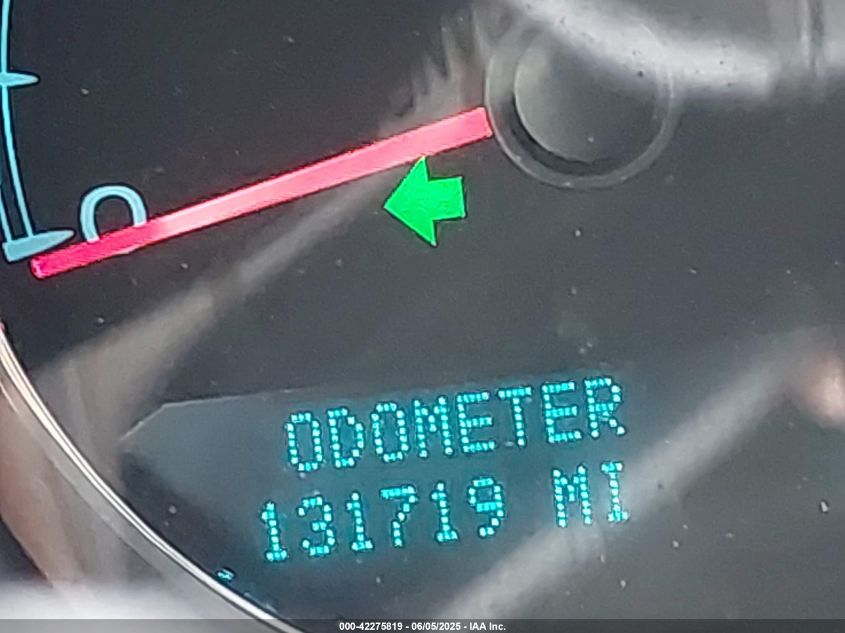 0
ODOMETER
131719 MI
000-42275819 - 06/05/2025 - IAA Inc.